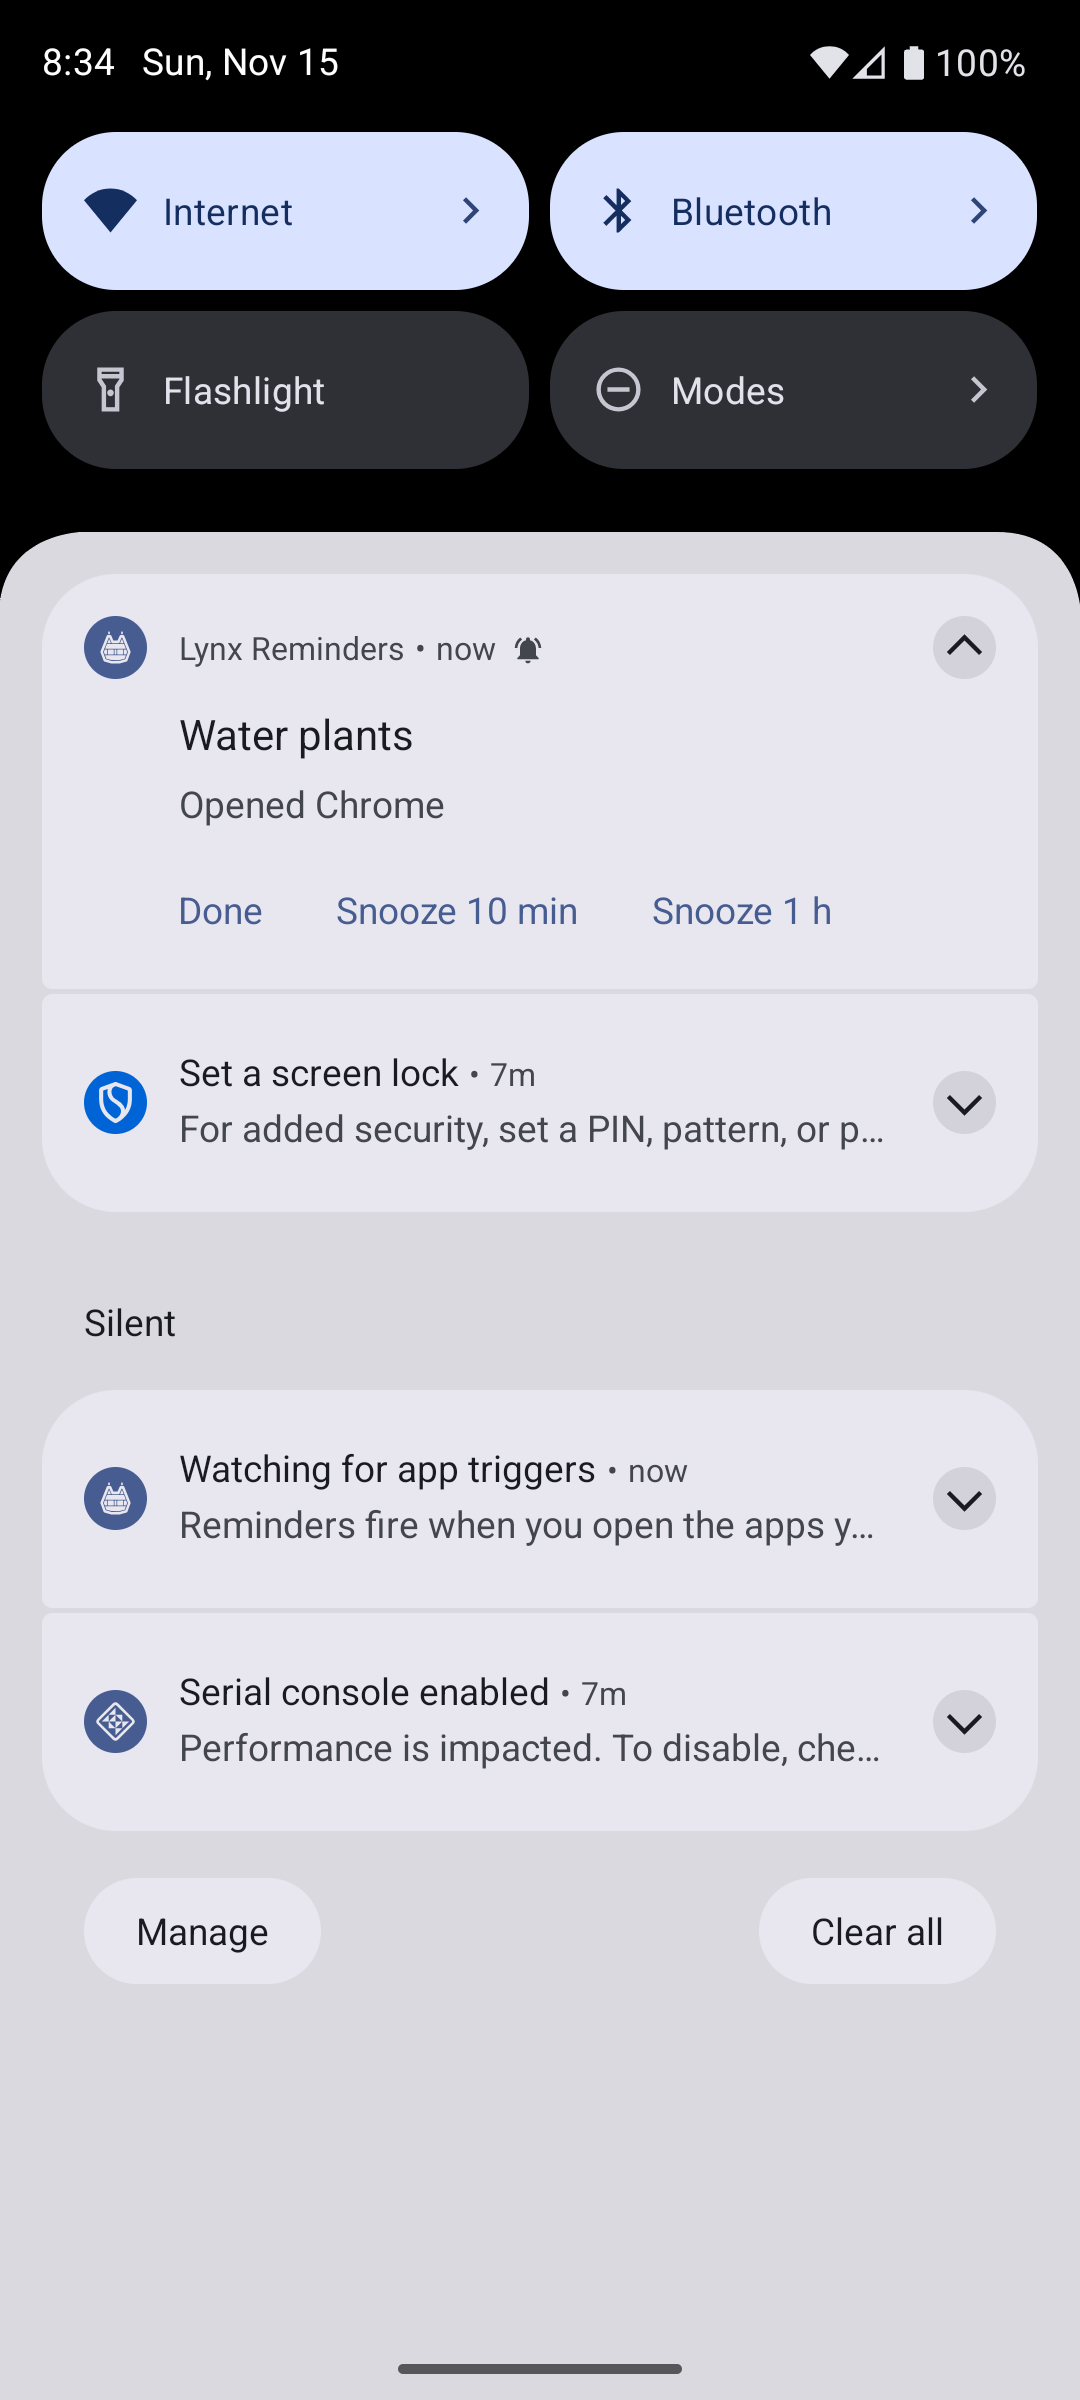 8:34 Sun, Nov 15 100%
Internet Bluetooth
Flashlight Modes
Lynx Reminders • now
Water plants
Opened Chrome
Done Snooze 10 min Snooze 1 h
Set a screen lock • 7m
For added security, set a PIN, pattern, or p…
Silent
Watching for app triggers • now
Reminders fire when you open the apps y…
Serial console enabled • 7m
Performance is impacted. To disable, che…
Manage Clear all